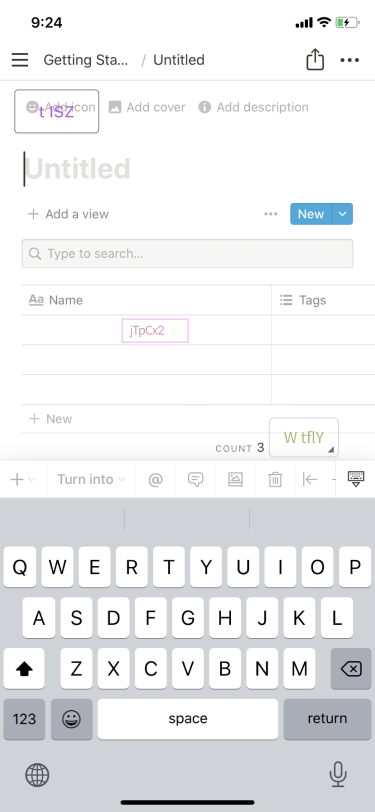 9:24
Getting Sta... / Untitled
Add icon Add cover Add description
t ISZ
Untitled
Add a view
New
Type to search...
Aa Name Tags
jTpCx2
New
COUNT 3
W tflY
Turn into @
Q W E R T Y U I O P
A S D F G H J K L
Z X C V B N M
123 space return